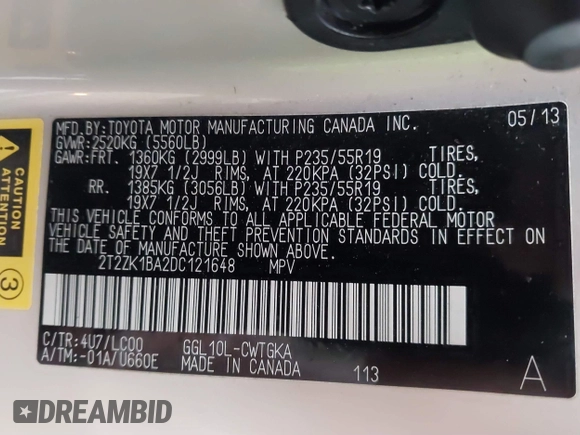 MFD.BY:TOYOTA MOTOR MANUFACTURING CANADA INC. 05/13
GVWR:2520KG (5560LB)
GAWR:FRT. 1360KG (2999LB) WITH P235/55R19 TIRES,
19X7 1/2J RIMS, AT 220KPA (32PSI) COLD.
RR. 1385KG (3056LB) WITH P235/55R19 TIRES,
19X7 1/2J RIMS, AT 220KPA (32PSI) COLD.
THIS VEHICLE CONFORMS TO ALL APPLICABLE FEDERAL MOTOR
VEHICLE SAFETY AND THEFT PREVENTION STANDARDS IN EFFECT ON
THE DATE OF MANUFACTURE SHOWN ABOVE.
2T2ZK1BA2DC121648 MPV
C/TR:4U7/LC00 GGL10L-CWTGKA
A/TM:-01A/U660E MADE IN CANADA 113 A
CAUTION
ATTENTION
3
DREAMBID